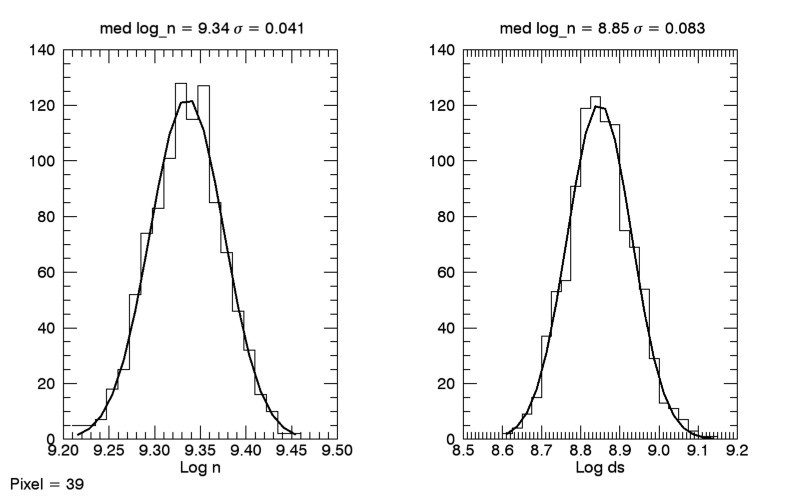 med log_n = 9.34 σ = 0.041
140
120
100
80
60
40
20
0
9.20 9.25 9.30 9.35 9.40 9.45 9.50
Log n
med log_n = 8.85 σ = 0.083
140
120
100
80
60
40
20
0
8.5 8.6 8.7 8.8 8.9 9.0 9.1 9.2
Log ds
Pixel = 39